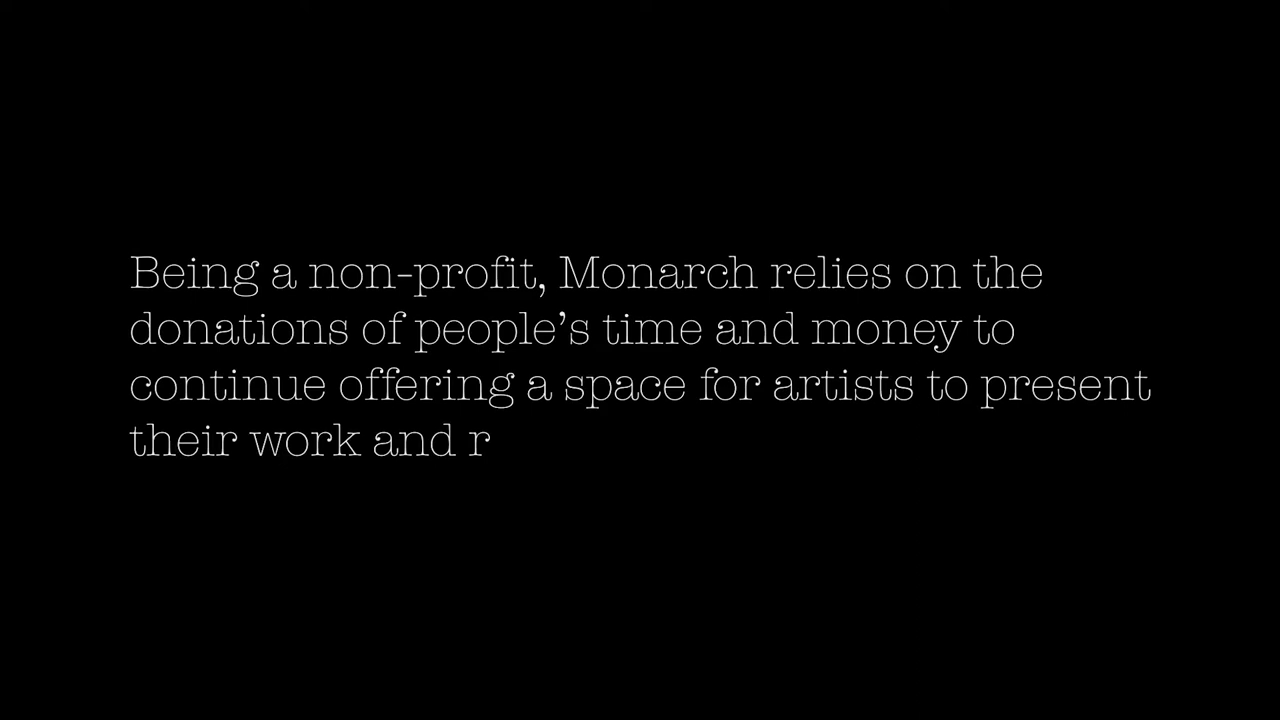 Being a non-profit, Monarch relies on the
donations of people’s time and money to
continue offering a space for artists to present
their work and r